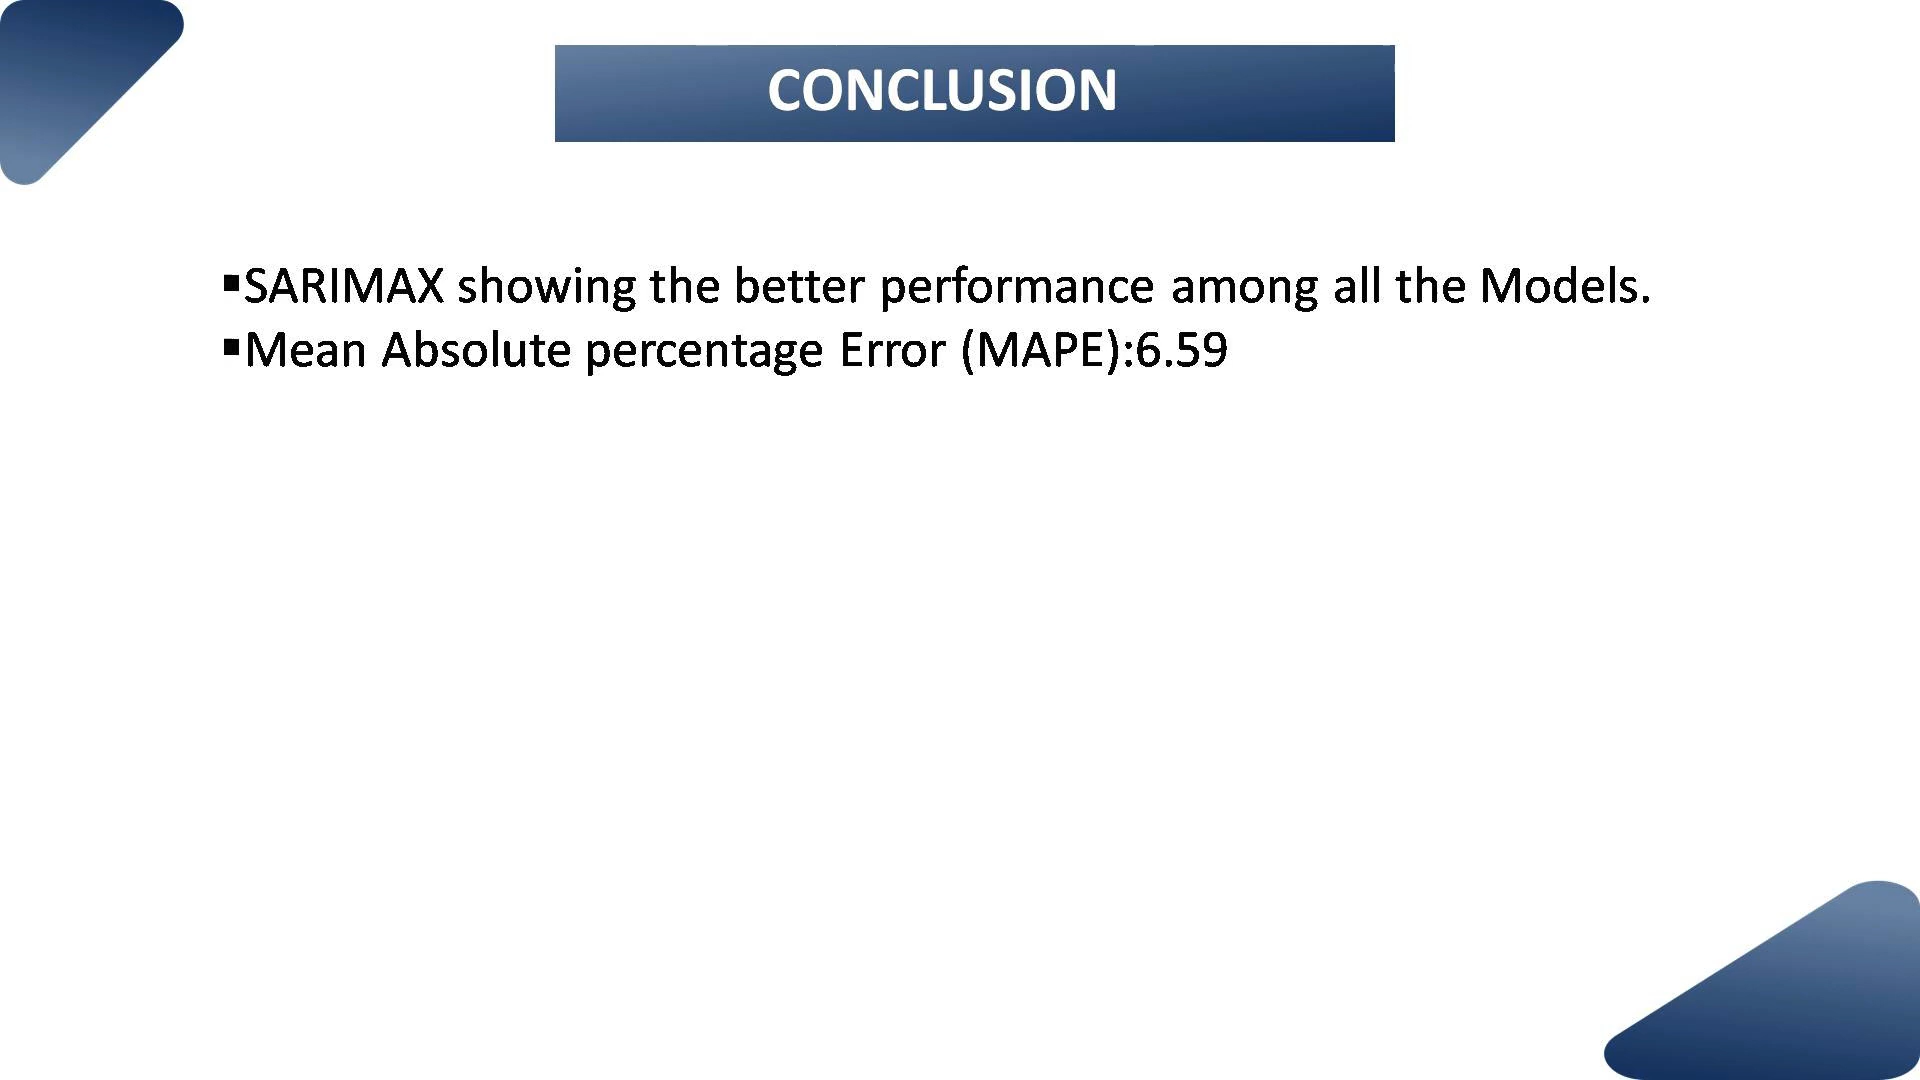 CONCLUSION
▪SARIMAX showing the better performance among all the Models.
▪Mean Absolute percentage Error (MAPE):6.59